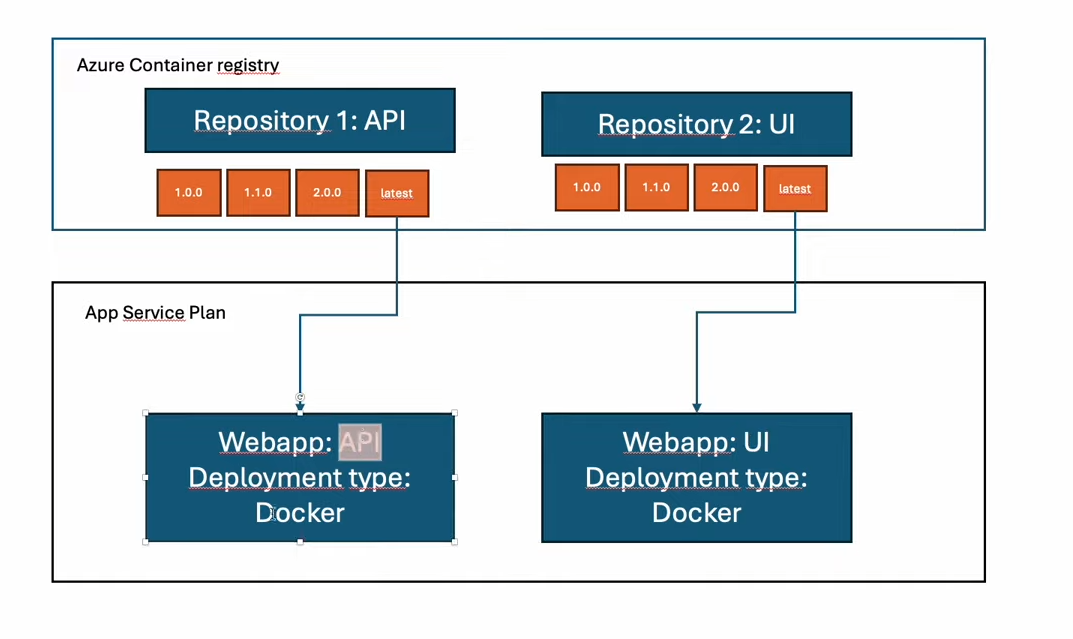 Azure Container registry
Repository 1: API
Repository 2: UI
1.0.0
1.1.0
2.0.0
latest
1.0.0
1.1.0
2.0.0
latest
App Service Plan
Webapp: API
Deployment type:
Docker
Webapp: UI
Deployment type:
Docker